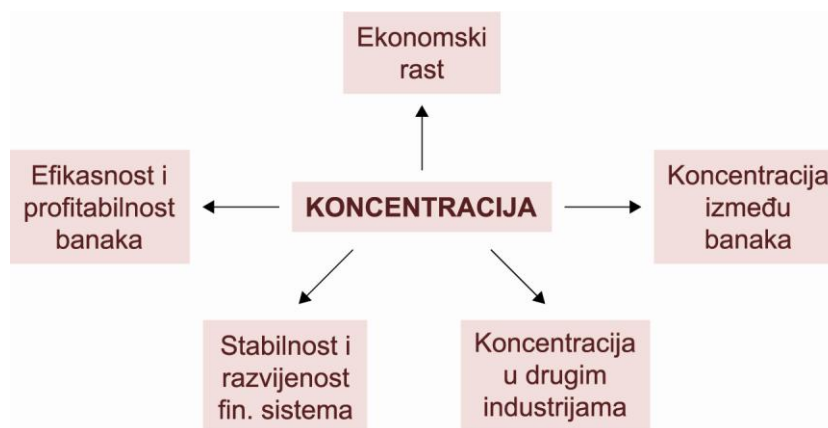 Ekonomski
rast
Efikasnost i
profitabilnost
banaka
KONCENTRACIJA
Koncentracija
između
banaka
Stabilnost i
razvijenost
fin. sistema
Koncentracija
u drugim
industrijama